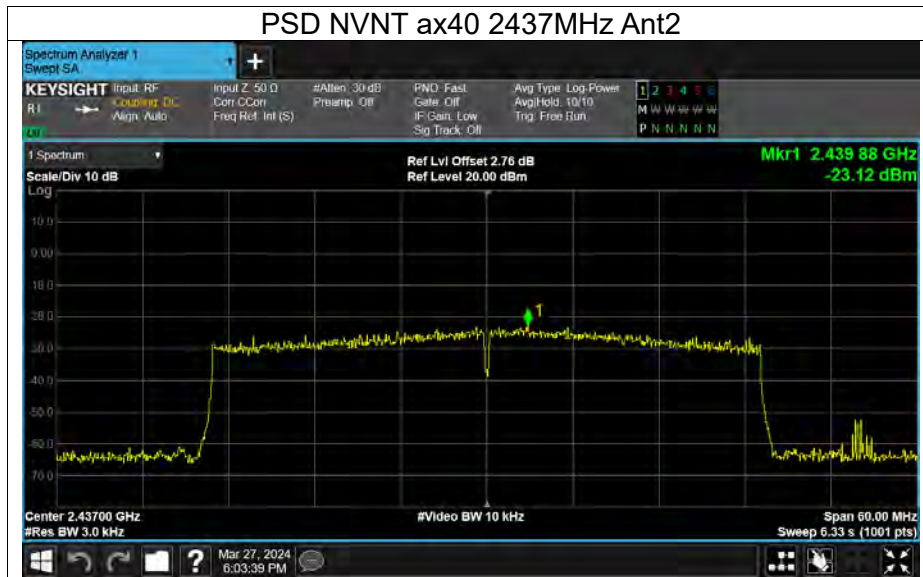 PSD NVNT ax40 2437MHz Ant2
Spectrum Analyzer 1
Swept SA
+
KEYSIGHT Input: RF Input Z: 50 Ω #Atten: 30 dB PNO: Fast Avg Type: Log-Power 1 2 3 4 5 6
Coupling: DC Corr CCorr Preamp: Off Gate: Off Avg|Hold: 10/10 M W W W W W
Align: Auto Freq Ref: Int (S) IF Gain: Low Trig: Free Run
Sig Track: Off P N N N N N
1 Spectrum Ref Lvl Offset 2.76 dB Mkr1 2.439 88 GHz
Scale/Div 10 dB Ref Level 20.00 dBm -23.12 dBm
Log
10.0
0.00
-10.0
-20.0
1
-30.0
-40.0
-50.0
-60.0
-70.0
Center 2.43700 GHz #Video BW 10 kHz Span 60.00 MHz
#Res BW 3.0 kHz Sweep 6.33 s (1001 pts)
? Mar 27, 2024
6:03:39 PM